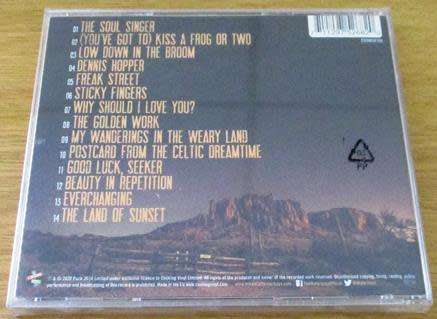 01 THE SOUL SINGER
02 (YOU'VE GOT TO) KISS A FROG OR TWO
03 LOW DOWN IN THE BROOM
04 DENNIS HOPPER
05 FREAK STREET
06 STICKY FINGERS
07 WHY SHOULD I LOVE YOU?
08 THE GOLDEN WORK
09 MY WANDERINGS IN THE WEARY LAND
10 POSTCARD FROM THE CELTIC DREAMTIME
11 GOOD LUCK, SEEKER
12 BEAUTY IN REPETITION
13 EVERCHANGING
14 THE LAND OF SUNSET
PP